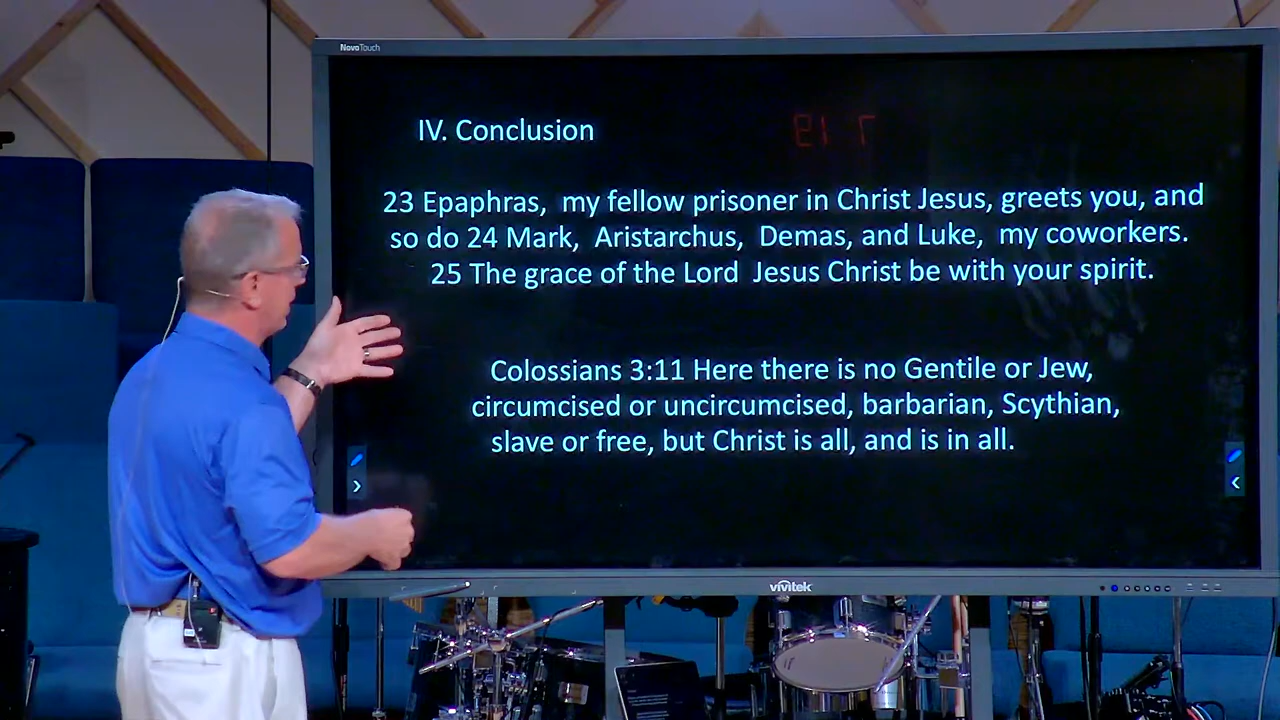 NovoTouch
IV. Conclusion
23 Epaphras, my fellow prisoner in Christ Jesus, greets you, and
so do 24 Mark, Aristarchus, Demas, and Luke, my coworkers.
25 The grace of the Lord Jesus Christ be with your spirit.
Colossians 3:11 Here there is no Gentile or Jew,
circumcised or uncircumcised, barbarian, Scythian,
slave or free, but Christ is all, and is in all.
vivitek